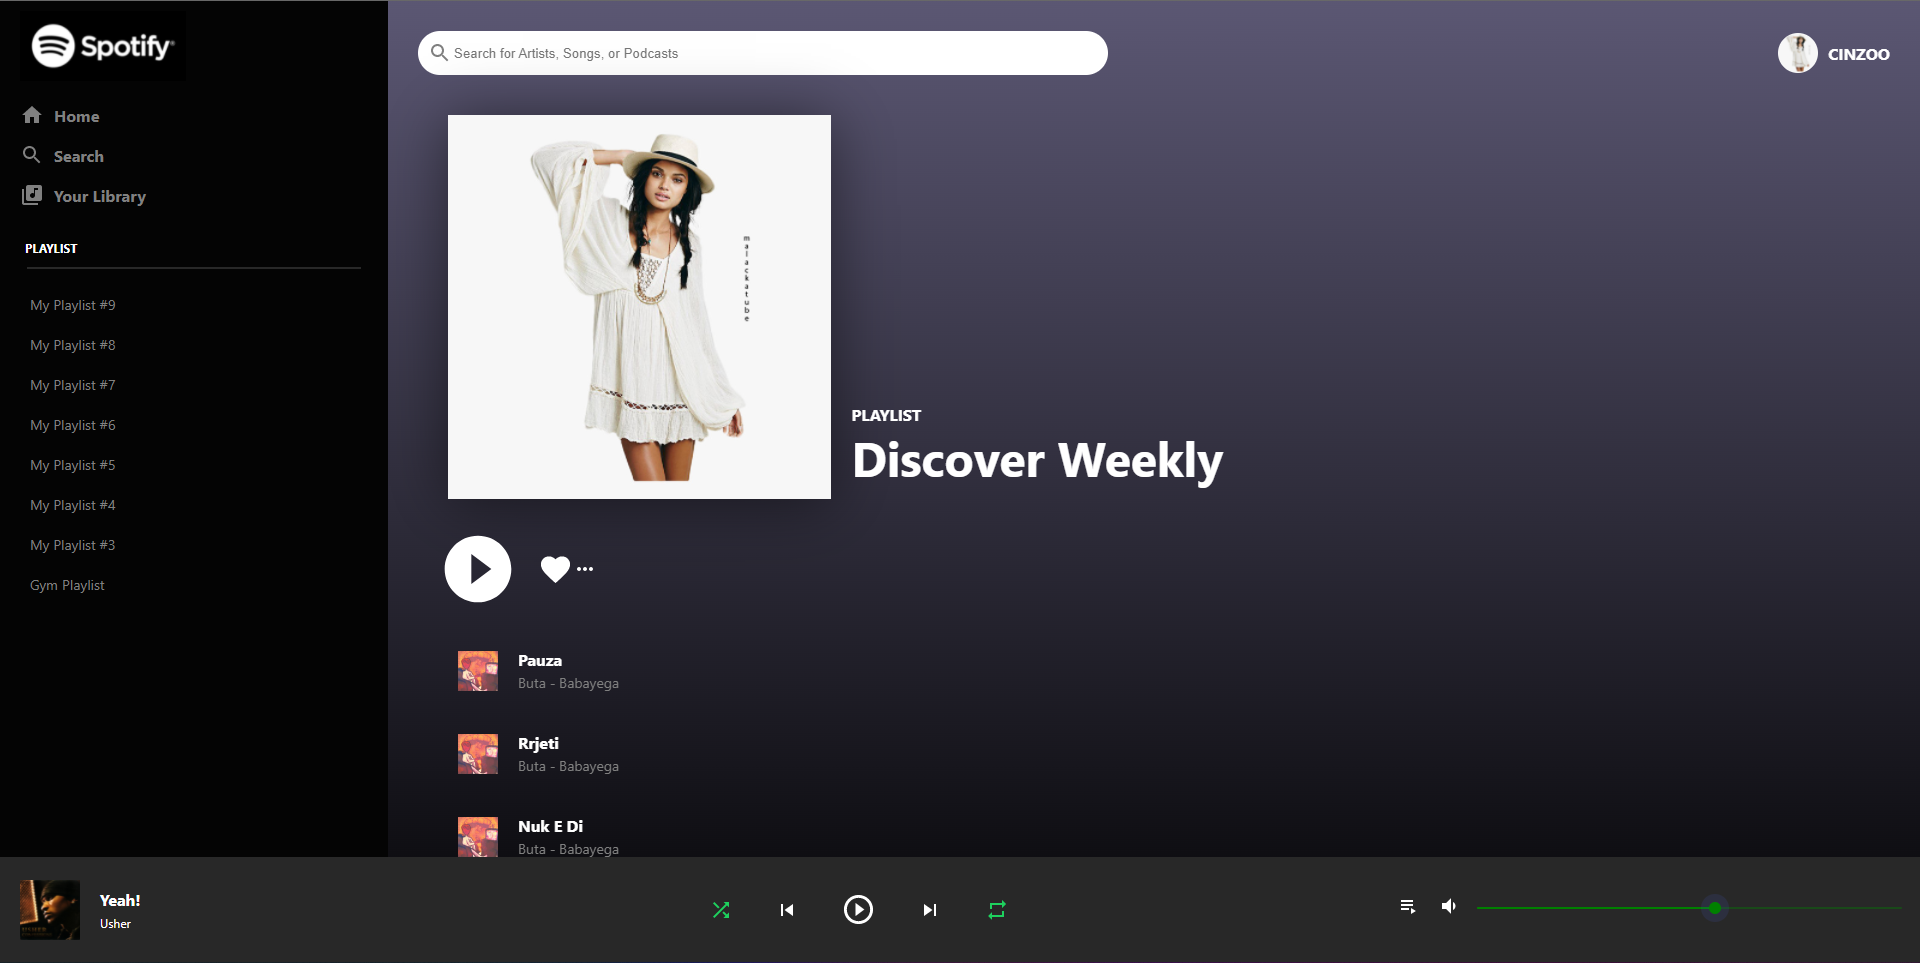 Spotify
Home
Search
Your Library
PLAYLIST
My Playlist #9
My Playlist #8
My Playlist #7
My Playlist #6
My Playlist #5
My Playlist #4
My Playlist #3
Gym Playlist
Search for Artists, Songs, or Podcasts
CINZOO
malackatube
PLAYLIST
Discover Weekly
Pauza
Buta - Babayega
Rrjeti
Buta - Babayega
Nuk E Di
Buta - Babayega
USHER
Yeah!
Usher